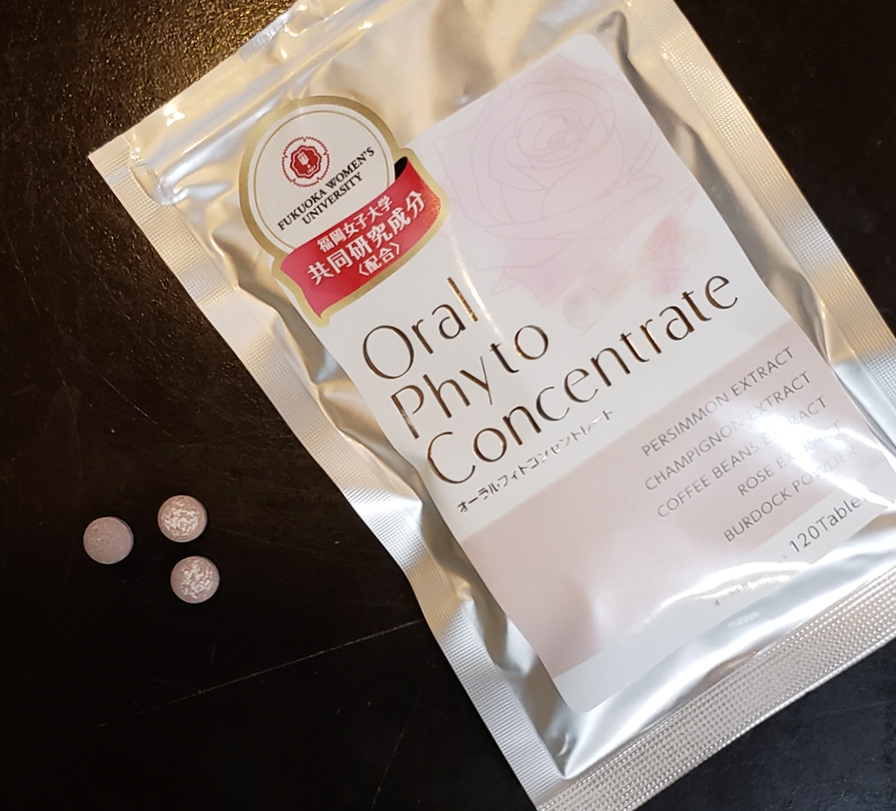 FUKUOKA WOMEN'S
UNIVERSITY
福岡女子大学
共同研究成分
〈配合〉
Oral
Phyto
Concentrate
オーラルフィトコンセントレート
PERSIMMON EXTRACT
CHAMPIGNON EXTRACT
COFFEE BEANS EXTRACT
ROSE EXTRACT
BURDOCK POWDER
120Table